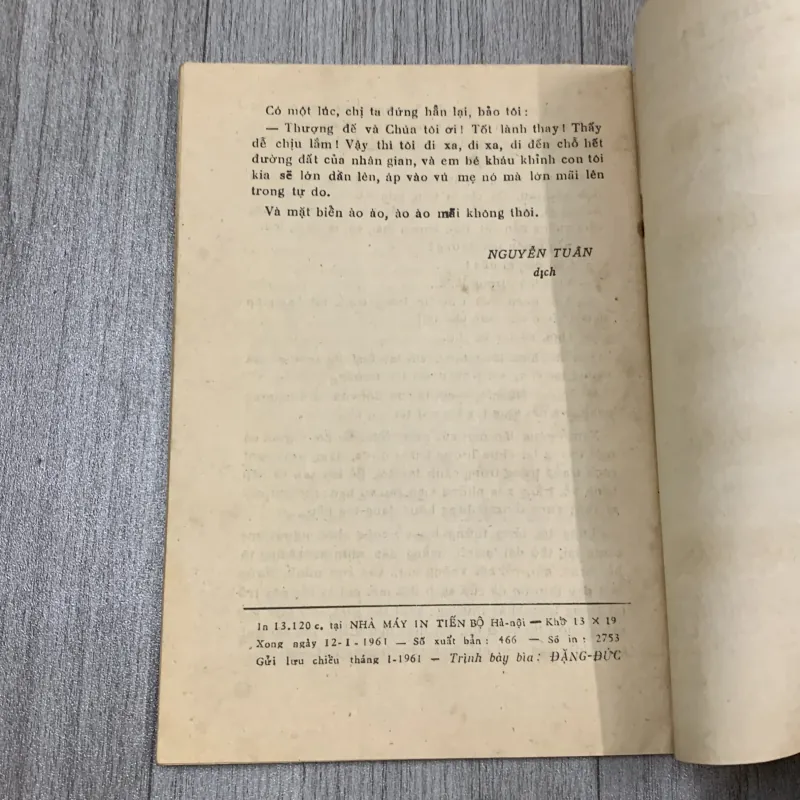 Có một lúc, chị ta đứng hẳn lại, bảo tôi :
— Thượng đế và Chúa tôi ơi ! Tốt lành thay ! Thấy
dễ chịu lắm ! Vậy thì tôi đi xa, đi xa, đi đến chỗ hết
đường đất của nhân gian, và em bé kháu khỉnh con tôi
kia sẽ lớn dần lên, áp vào vú mẹ nó mà lớn mãi lên
trong tự do.
Và mặt biển ào ào, ào ào mãi không thôi.
NGUYỄN TUÂN
dịch
In 13.120 c. tại NHÀ MÁY IN TIẾN BỘ Hà-nội — Khổ 13 × 19
Xong ngày 12-1-1961 — Số xuất bản : 466 — Số in : 2753
Gửi lưu chiểu tháng 1-1961 — Trình bày bìa : ĐẶNG-ĐỨC